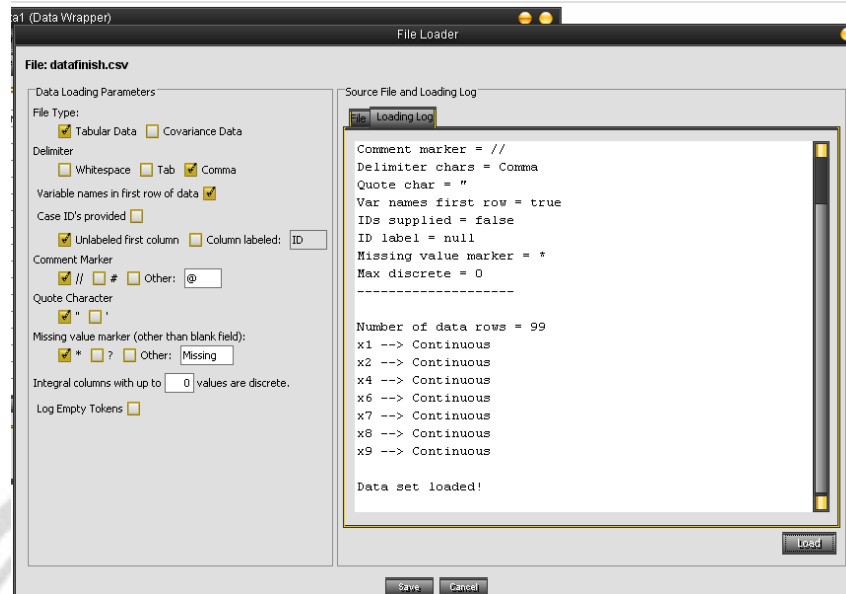 a1 (Data Wrapper)
File Loader
File: datafinish.csv
Data Loading Parameters
File Type:
Tabular Data Covariance Data
Delimiter
Whitespace Tab Comma
Variable names in first row of data
Case ID's provided
Unlabeled first column Column labeled: ID
Comment Marker
// # Other: @
Quote Character
" '
Missing value marker (other than blank field):
* ? Other: Missing
Integral columns with up to 0 values are discrete.
Log Empty Tokens
Source File and Loading Log
File Loading Log
Comment marker = //
Delimiter chars = Comma
Quote char = "
Var names first row = true
IDs supplied = false
ID label = null
Missing value marker = *
Max discrete = 0
--------------------
Number of data rows = 99
x1 --> Continuous
x2 --> Continuous
x4 --> Continuous
x6 --> Continuous
x7 --> Continuous
x8 --> Continuous
x9 --> Continuous
Data set loaded!
Load
Save Cancel